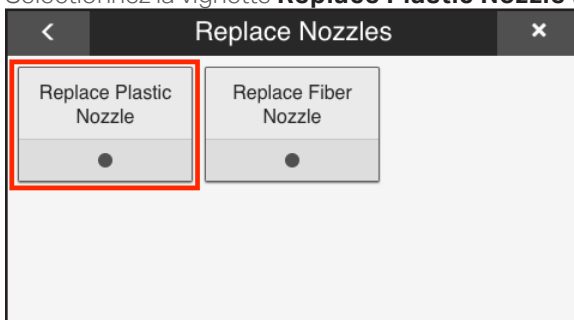 Sélectionnez la vignette Replace Plastic Nozzle
Replace Nozzles
Replace Plastic
Nozzle
Replace Fiber
Nozzle